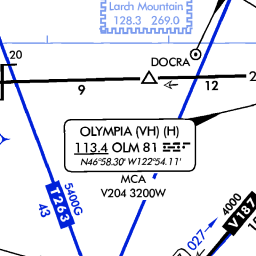 Larch Mountain
128.3 269.0
DOCRA
20
9
12
2
OLYMPIA (VH) (H)
113.4 OLM 81
N46°58.30' W122°54.11'
MCA
V204 3200W
T263
5400G
43
027
4000
V187